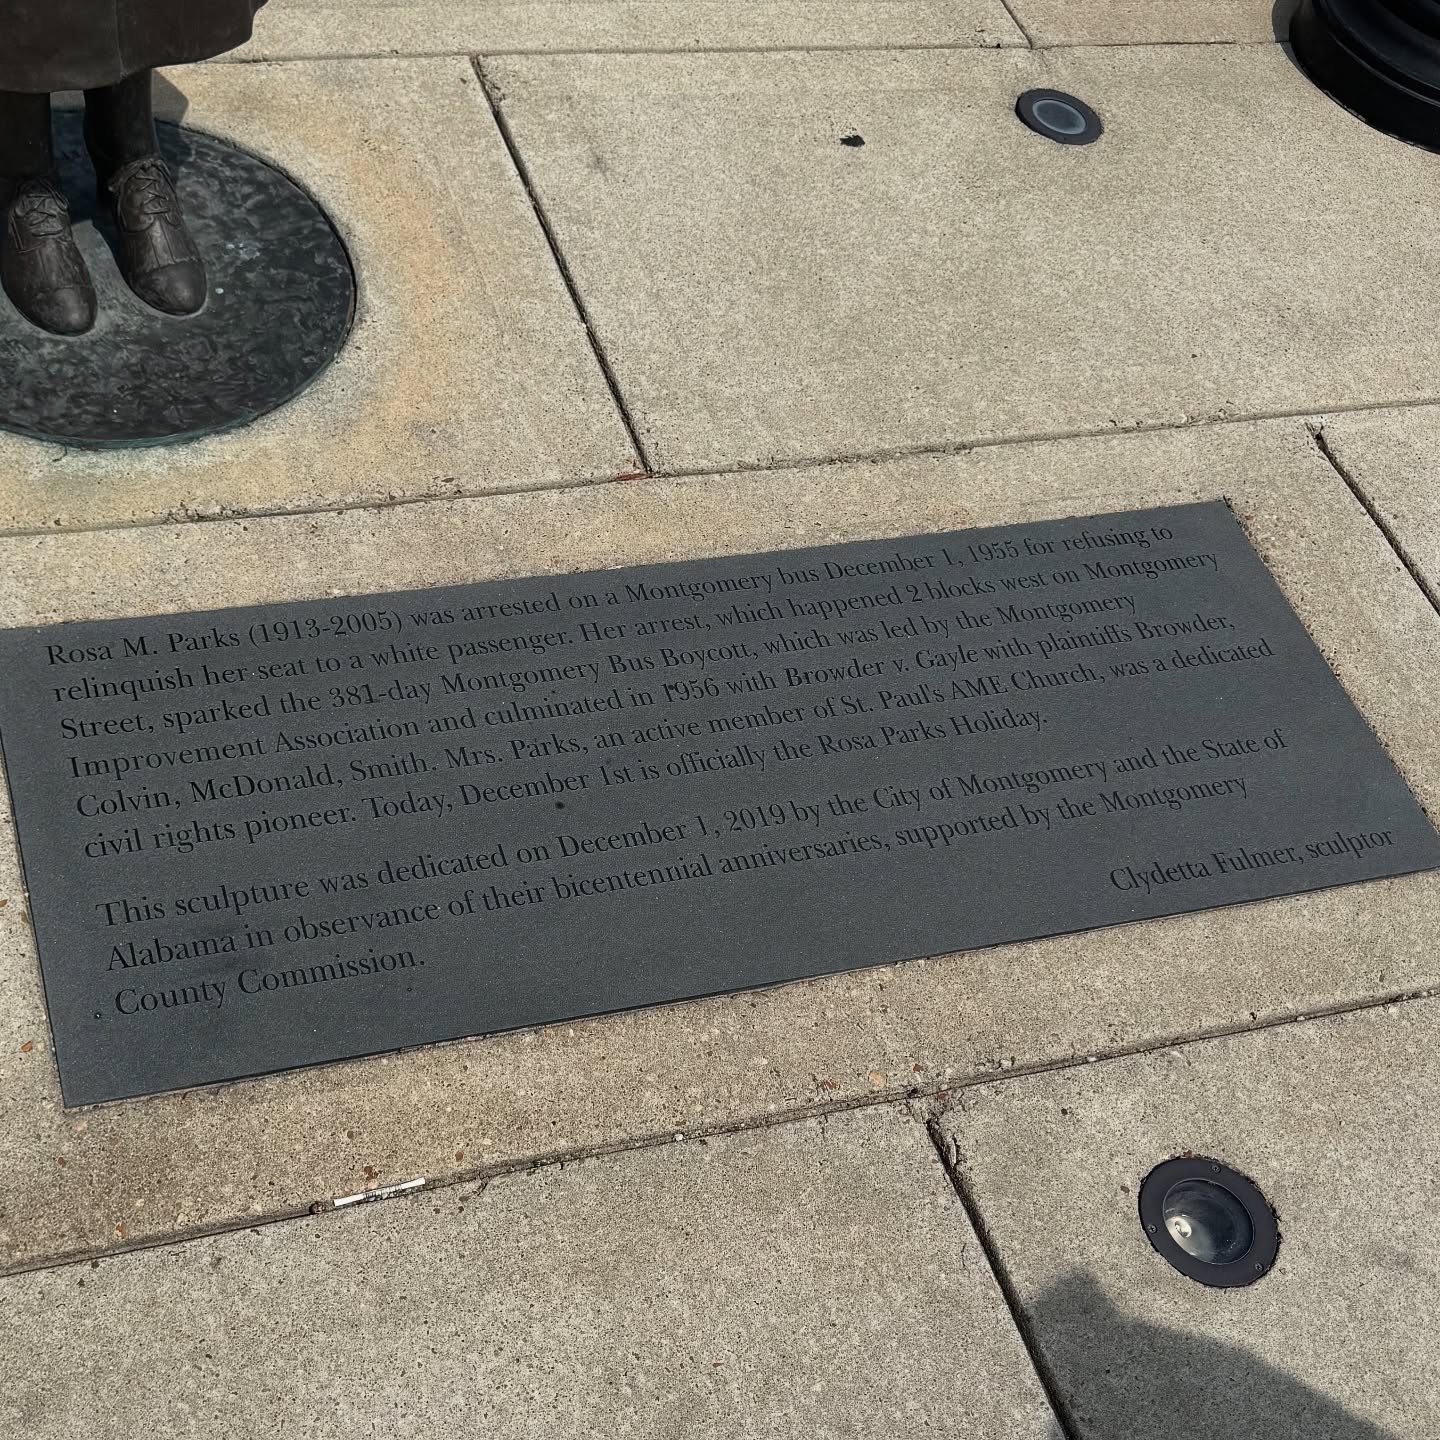 Rosa M. Parks (1913-2005) was arrested on a Montgomery bus December 1, 1955 for refusing to
relinquish her seat to a white passenger. Her arrest, which happened 2 blocks west on Montgomery
Street, sparked the 381-day Montgomery Bus Boycott, which was led by the Montgomery
Improvement Association and culminated in 1956 with Browder v. Gayle with plaintiffs Browder,
Colvin, McDonald, Smith. Mrs. Parks, an active member of St. Paul's AME Church, was a dedicated
civil rights pioneer. Today, December 1st is officially the Rosa Parks Holiday.
This sculpture was dedicated on December 1, 2019 by the City of Montgomery and the State of
Alabama in observance of their bicentennial anniversaries, supported by the Montgomery
County Commission.
Clydetta Fulmer, sculptor